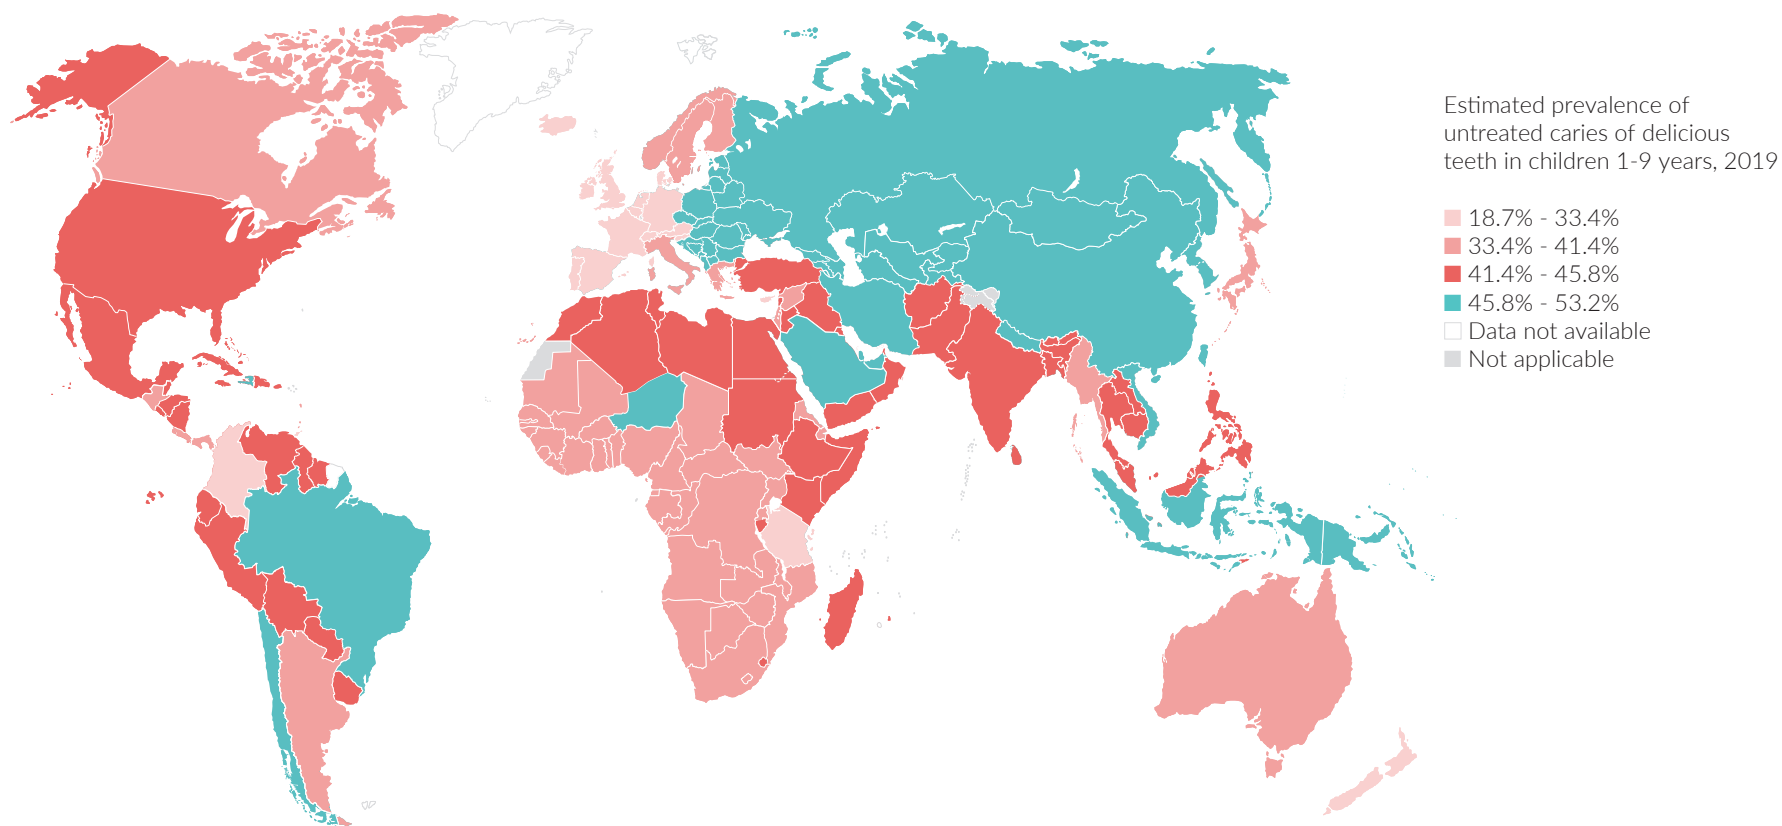 Estimated prevalence of
untreated caries of delicious
teeth in children 1-9 years, 2019
18.7% - 33.4%
33.4% - 41.4%
41.4% - 45.8%
45.8% - 53.2%
Data not available
Not applicable